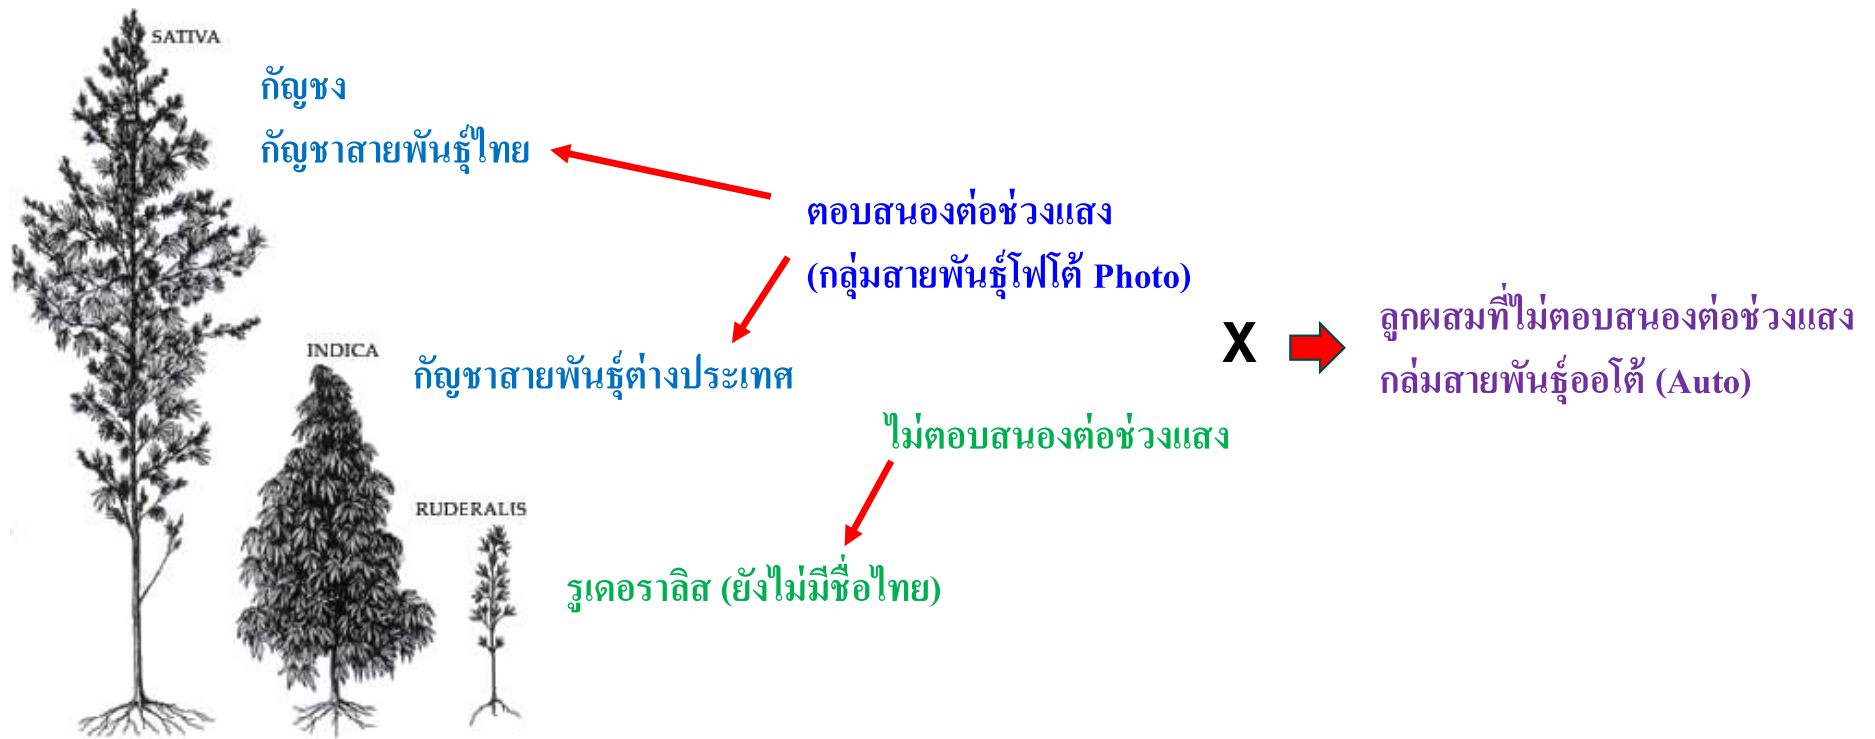 SATIVA
กัญชง
กัญชาสายพันธุ์ไทย
ตอบสนองต่อช่วงแสง
(กลุ่มสายพันธุ์โฟโต้ Photo)
X
ลูกผสมที่ไม่ตอบสนองต่อช่วงแสง
กล่มสายพันธุ์ออโต้ (Auto)
INDICA
กัญชาสายพันธุ์ต่างประเทศ
ไม่ตอบสนองต่อช่วงแสง
RUDERALIS
รูเดอราลิส (ยังไม่มีชื่อไทย)